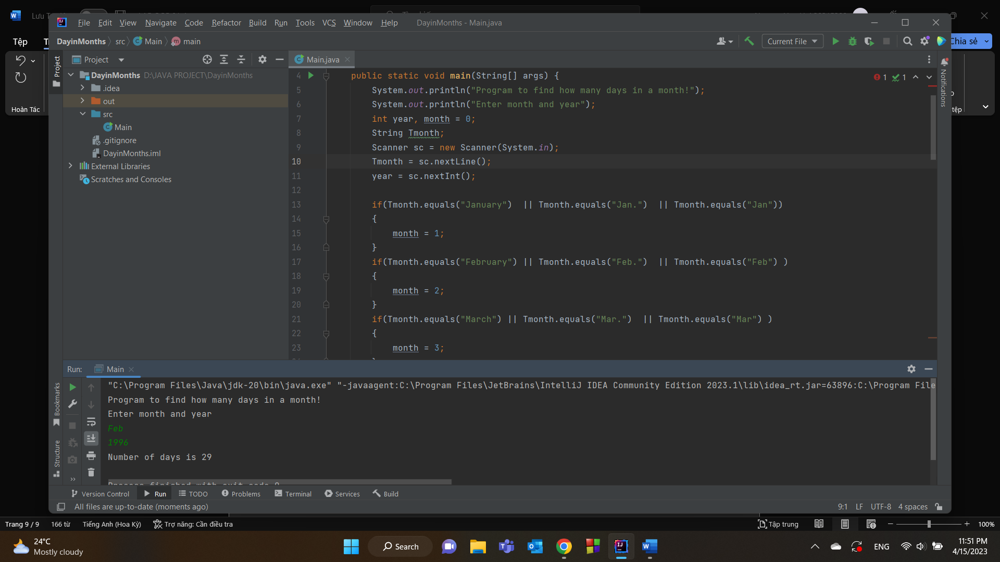 Tệp
Hoàn Tác
Chia sẻ
tệp
File Edit View Navigate Code Refactor Build Run Tools VCS Window Help DayinMonths - Main.java
DayinMonths src Main main
Current File
Project
Project
Main.java
DayinMonths D:\JAVA PROJECT\DayinMonths
.idea
out
src
Main
.gitignore
DayinMonths.iml
External Libraries
Scratches and Consoles
1 1
Notifications
4 public static void main(String[] args) {
5 System.out.println("Program to find how many days in a month!");
6 System.out.println("Enter month and year");
7 int year, month = 0;
8 String Tmonth;
9 Scanner sc = new Scanner(System.in);
10 Tmonth = sc.nextLine();
11 year = sc.nextInt();
12
13 if(Tmonth.equals("January") || Tmonth.equals("Jan.") || Tmonth.equals("Jan"))
14 {
15 month = 1;
16 }
17 if(Tmonth.equals("February") || Tmonth.equals("Feb.") || Tmonth.equals("Feb") )
18 {
19 month = 2;
20 }
21 if(Tmonth.equals("March") || Tmonth.equals("Mar.") || Tmonth.equals("Mar") )
22 {
23 month = 3;
Run: Main
"C:\Program Files\Java\jdk-20\bin\java.exe" "-javaagent:C:\Program Files\JetBrains\IntelliJ IDEA Community Edition 2023.1\lib\idea_rt.jar=63896:C:\Program File
Program to find how many days in a month!
Enter month and year
Feb
1996
Number of days is 29
Process finished with exit code 0
Bookmarks
Structure
Version Control Run TODO Problems Terminal Services Build
All files are up-to-date (moments ago)
9:1 LF UTF-8 4 spaces
Trang 9 / 9 166 từ Tiếng Anh (Hoa Kỳ) Trợ năng: Cần điều tra
Tập trung
100%
24°C
Mostly cloudy
Search
ENG
11:51 PM
4/15/2023